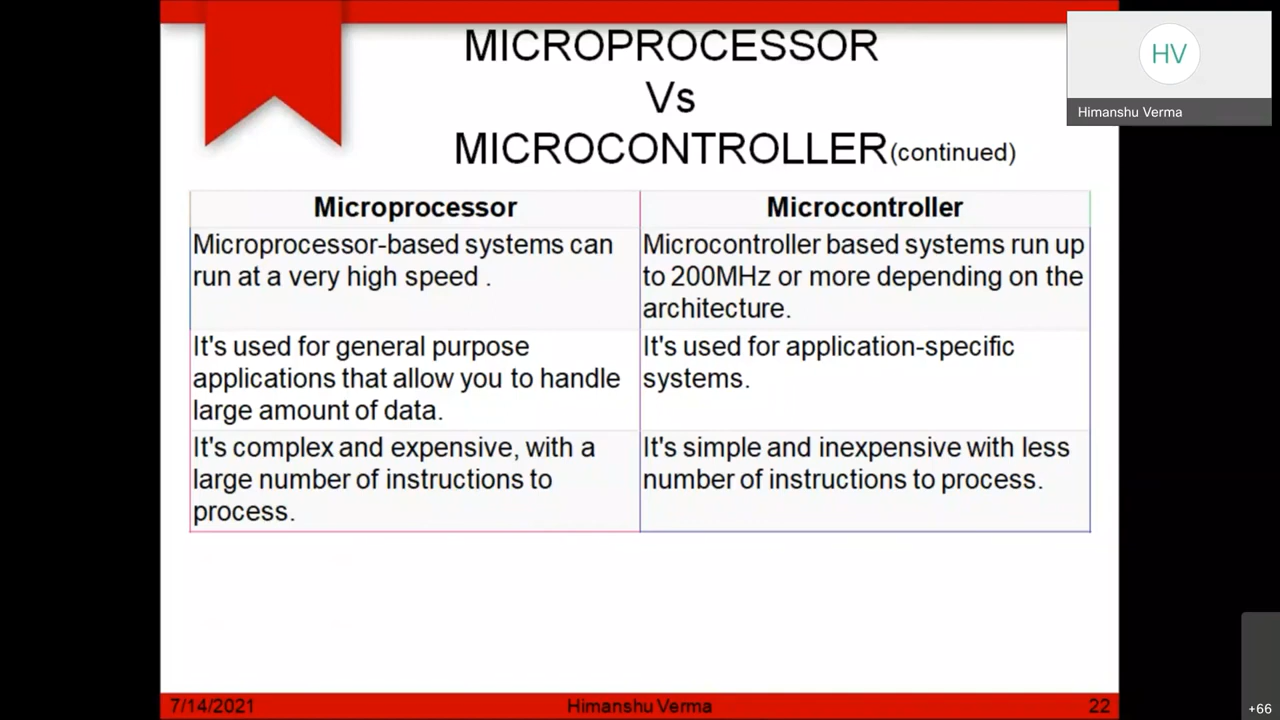 MICROPROCESSOR
Vs
MICROCONTROLLER(continued)
HV
Himanshu Verma
Microprocessor
Microcontroller
Microprocessor-based systems can
run at a very high speed .
Microcontroller based systems run up
to 200MHz or more depending on the
architecture.
It's used for general purpose
applications that allow you to handle
large amount of data.
It's used for application-specific
systems.
It's complex and expensive, with a
large number of instructions to
process.
It's simple and inexpensive with less
number of instructions to process.
7/14/2021
Himanshu Verma
22
+66